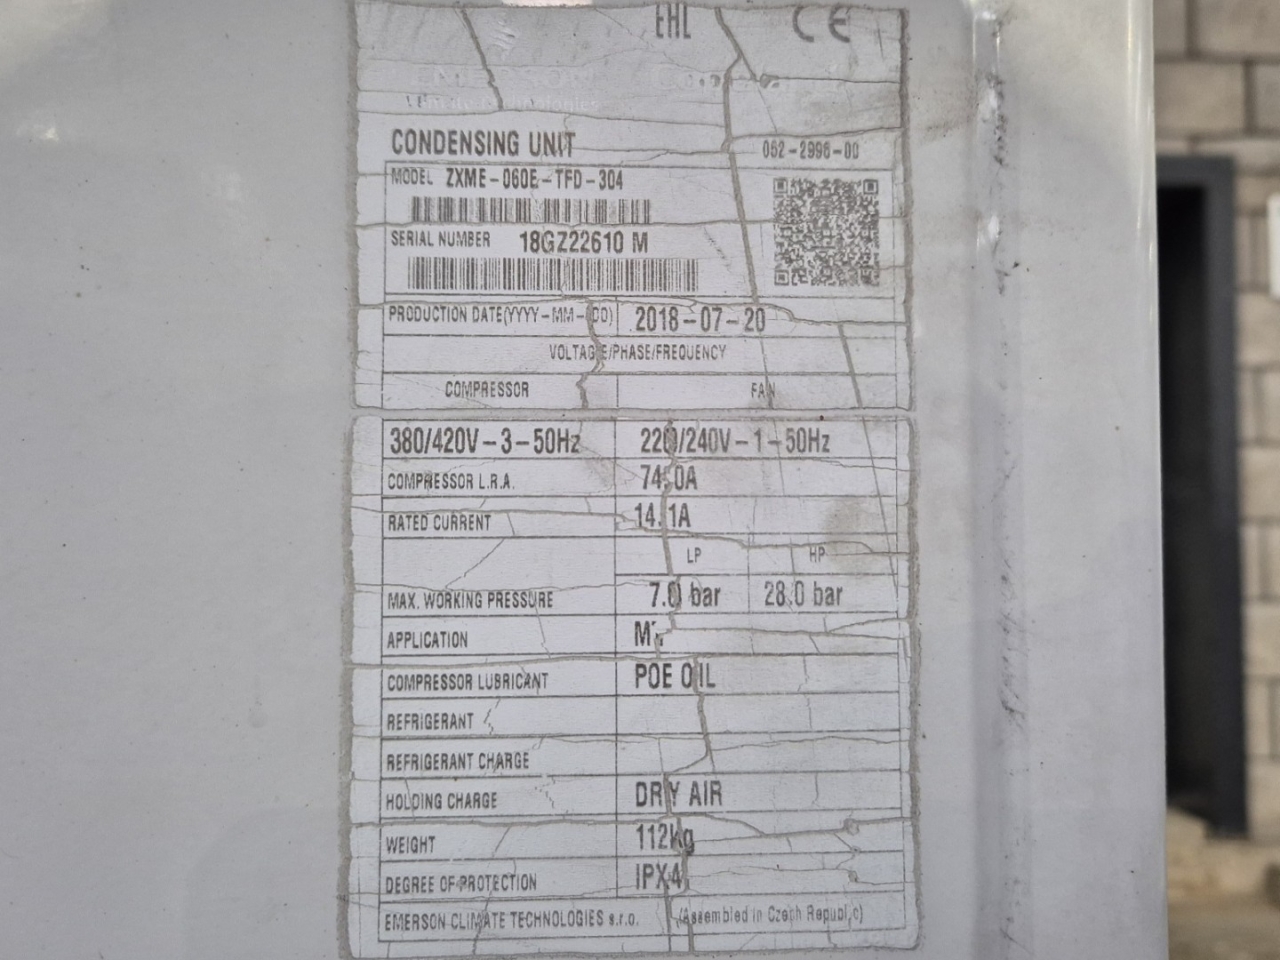 EAC CE
EMERSON
Climate Technologies
CONDENSING UNIT 062-2996-00
MODEL ZXME-060E-TFD-304
SERIAL NUMBER 18GZ22610 M
PRODUCTION DATE(YYYY-MM-DD) 2018-07-20
VOLTAGE/PHASE/FREQUENCY
COMPRESSOR FAN
380/420V-3-50Hz 220/240V-1-50Hz
COMPRESSOR L.R.A. 74.0A
RATED CURRENT 14.1A
LP HP
MAX. WORKING PRESSURE 7.0 bar 28.0 bar
APPLICATION
COMPRESSOR LUBRICANT POE OIL
REFRIGERANT
REFRIGERANT CHARGE
HOLDING CHARGE DRY AIR
WEIGHT 112kg
DEGREE OF PROTECTION IPX4
EMERSON CLIMATE TECHNOLOGIES s.r.o. (Assembled in Czech Republic)